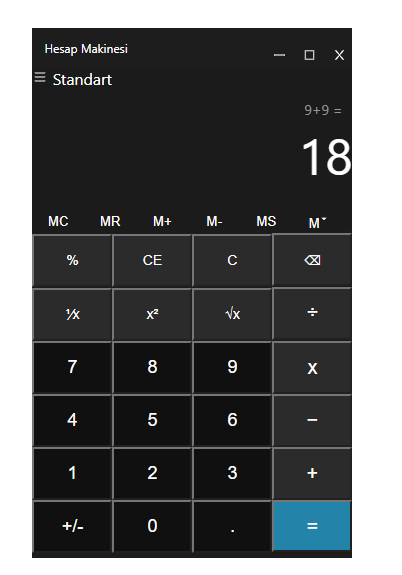 Hesap Makinesi
☰ Standart
9+9 =
18
MC MR M+ M- MS M˅
% CE C ⌫
⅟x x² √x ÷
7 8 9 x
4 5 6 −
1 2 3 +
+/- 0 . =